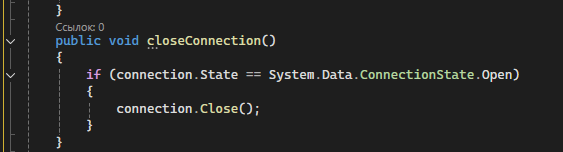 }
Ссылок: 0
public void closeConnection()
{
if (connection.State == System.Data.ConnectionState.Open)
{
connection.Close();
}
}